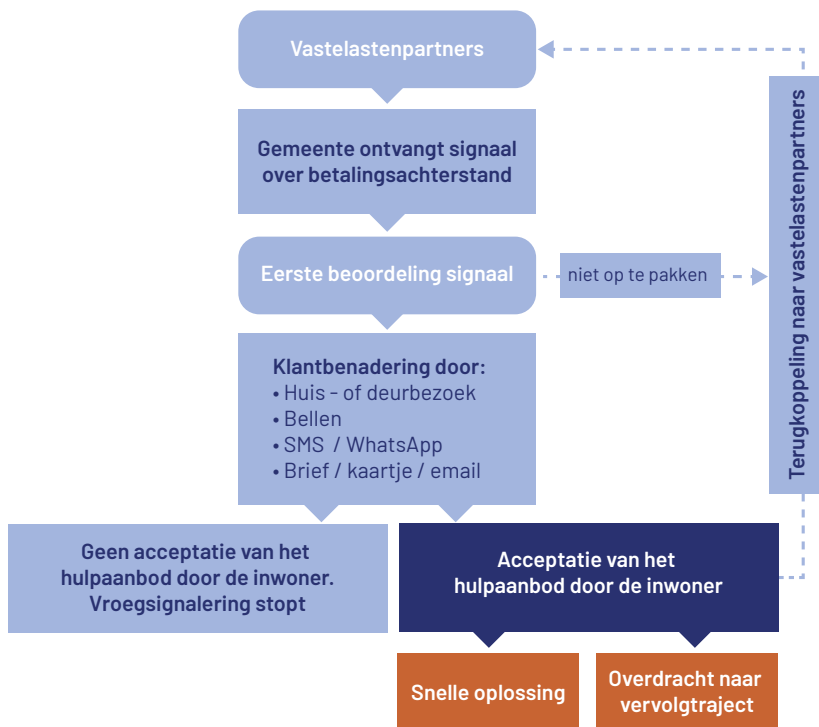 Vastelastenpartners
Gemeente ontvangt signaal
over betalingsachterstand
Eerste beoordeling signaal
niet op te pakken
Terugkoppeling naar vastelastenpartners
Klantbenadering door:
• Huis - of deurbezoek
• Bellen
• SMS / WhatsApp
• Brief / kaartje / email
Geen acceptatie van het
hulpaanbod door de inwoner.
Vroegsignalering stopt
Acceptatie van het
hulpaanbod door de inwoner
Snelle oplossing
Overdracht naar
vervolgtraject